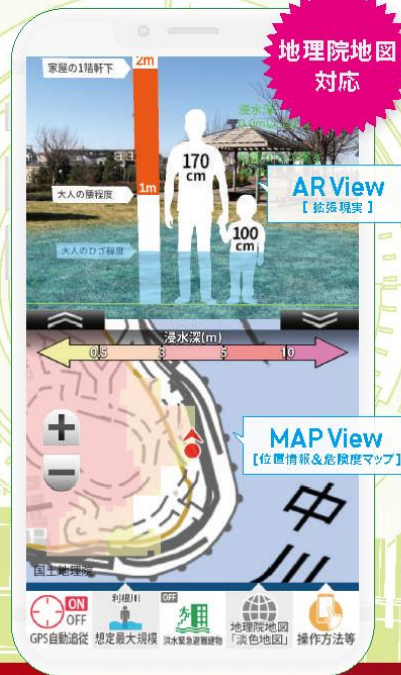 地理院地図
対応
2m
家屋の1階軒下
170
cm
AR View
[ 拡張現実 ]
1m
大人の腰程度
100
cm
大人のひざ程度
浸水深(m)
0.5 3 5 10
MAP View
[位置情報&危険度マップ]
中川
国土地理院
ON
OFF
GPS自動追従
利根川
想定最大規模
OFF
洪水緊急避難建物
地理院地図
「淡色地図」
操作方法等